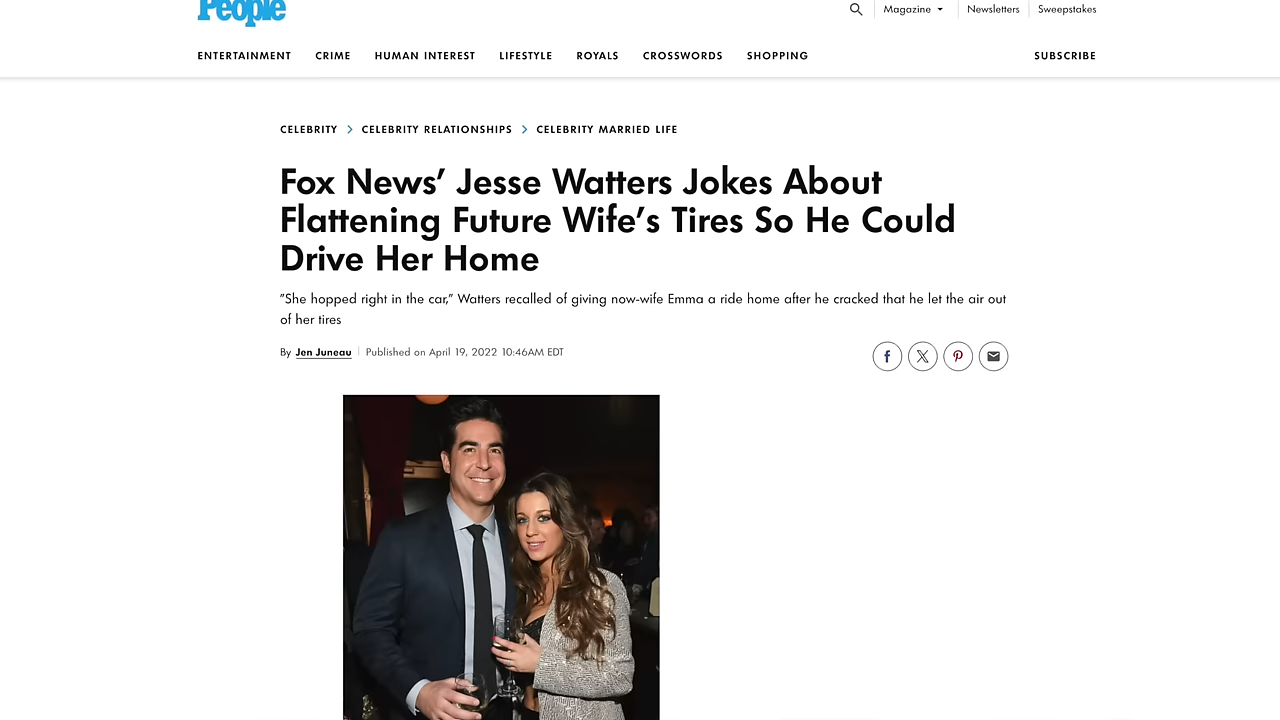 People
Magazine
Newsletters
Sweepstakes
ENTERTAINMENT
CRIME
HUMAN INTEREST
LIFESTYLE
ROYALS
CROSSWORDS
SHOPPING
SUBSCRIBE
CELEBRITY > CELEBRITY RELATIONSHIPS > CELEBRITY MARRIED LIFE
Fox News’ Jesse Watters Jokes About
Flattening Future Wife’s Tires So He Could
Drive Her Home
"She hopped right in the car," Watters recalled of giving now-wife Emma a ride home after he cracked that he let the air out
of her tires
By Jen Juneau | Published on April 19, 2022 10:46AM EDT